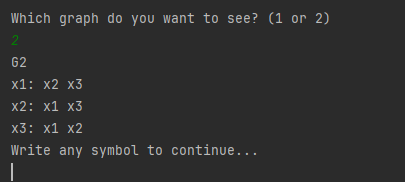 Which graph do you want to see? (1 or 2)
2
G2
x1: x2 x3
x2: x1 x3
x3: x1 x2
Write any symbol to continue...